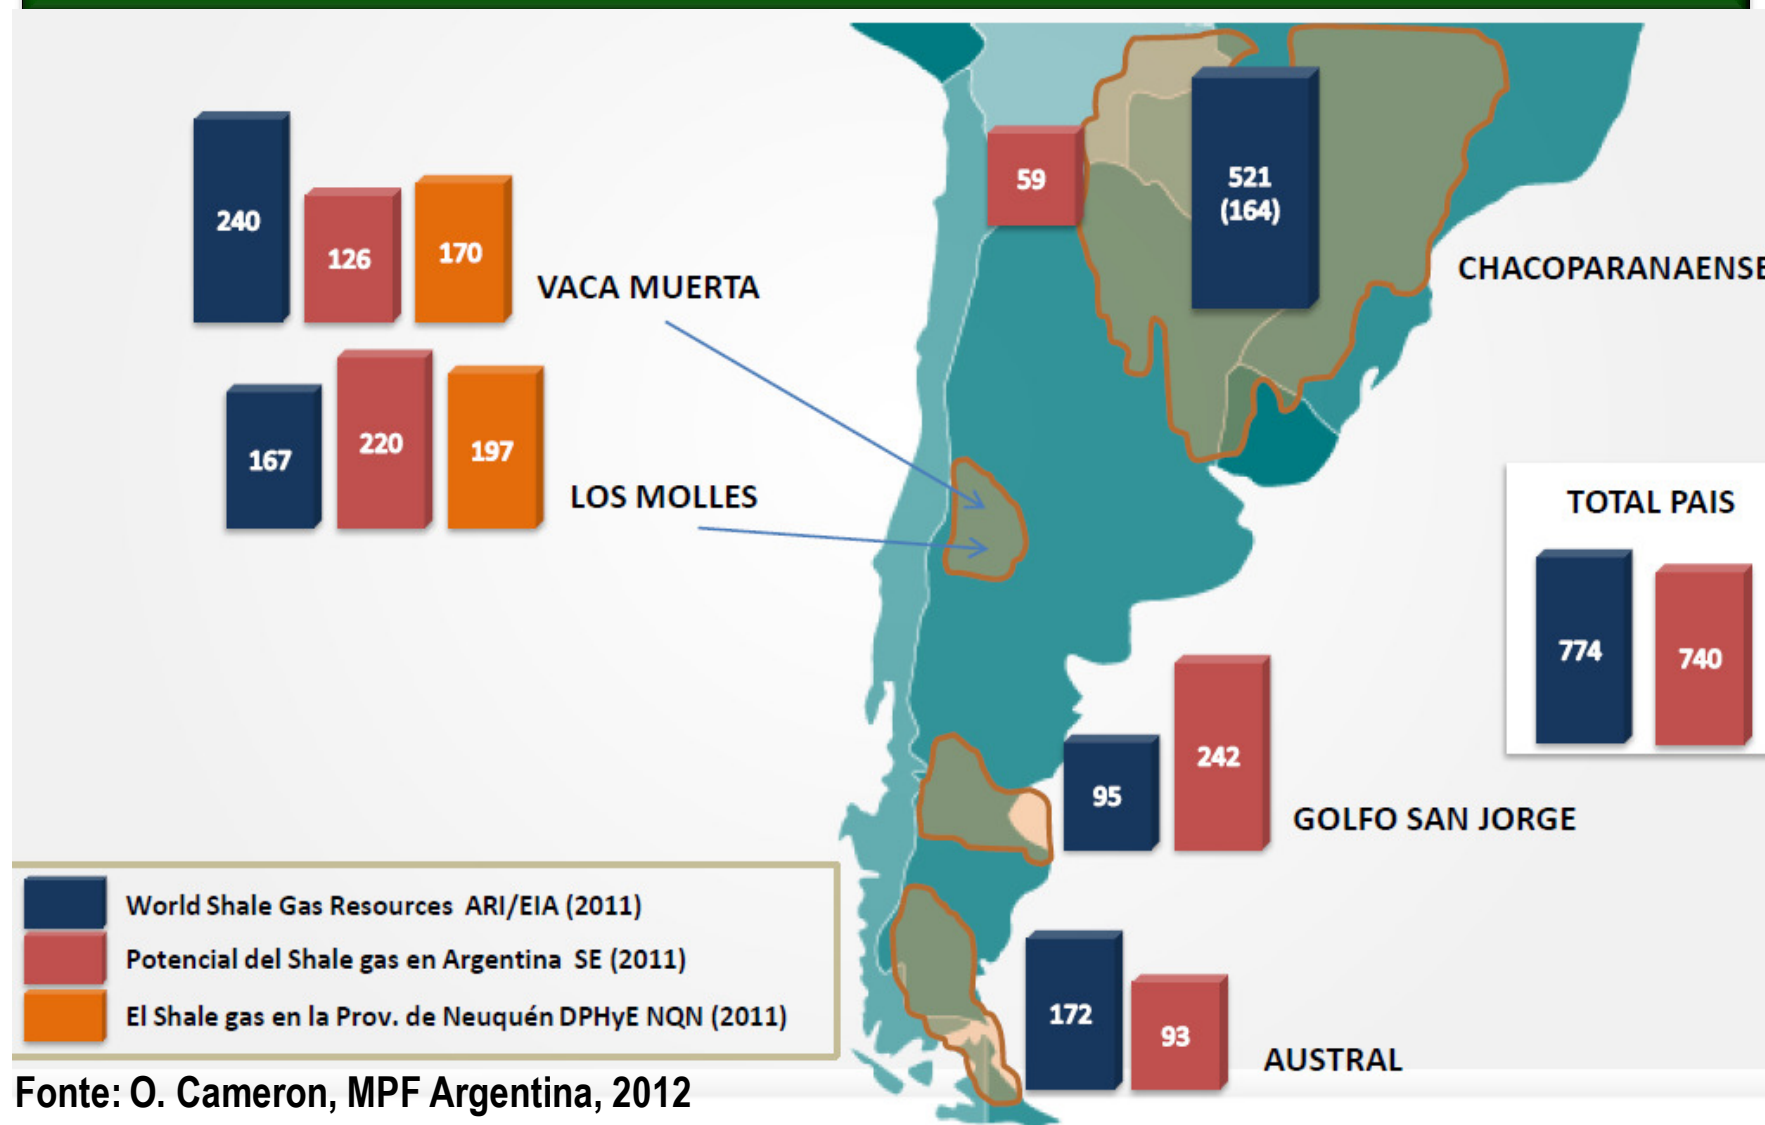 59
521
(164)
CHACOPARANAENSE
240
126
170
VACA MUERTA
167
220
197
LOS MOLLES
TOTAL PAIS
774
740
95
242
GOLFO SAN JORGE
172
93
AUSTRAL
World Shale Gas Resources ARI/EIA (2011)
Potencial del Shale gas en Argentina SE (2011)
El Shale gas en la Prov. de Neuquén DPHyE NQN (2011)
Fonte: O. Cameron, MPF Argentina, 2012